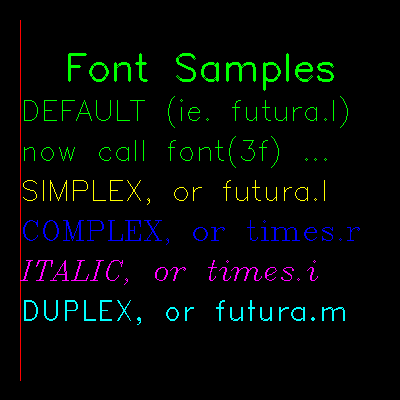 Font Samples
DEFAULT (ie. futura.l)
now call font(3f) ...
SIMPLEX, or futura.l
COMPLEX, or times.r
ITALIC, or times.i
DUPLEX, or futura.m